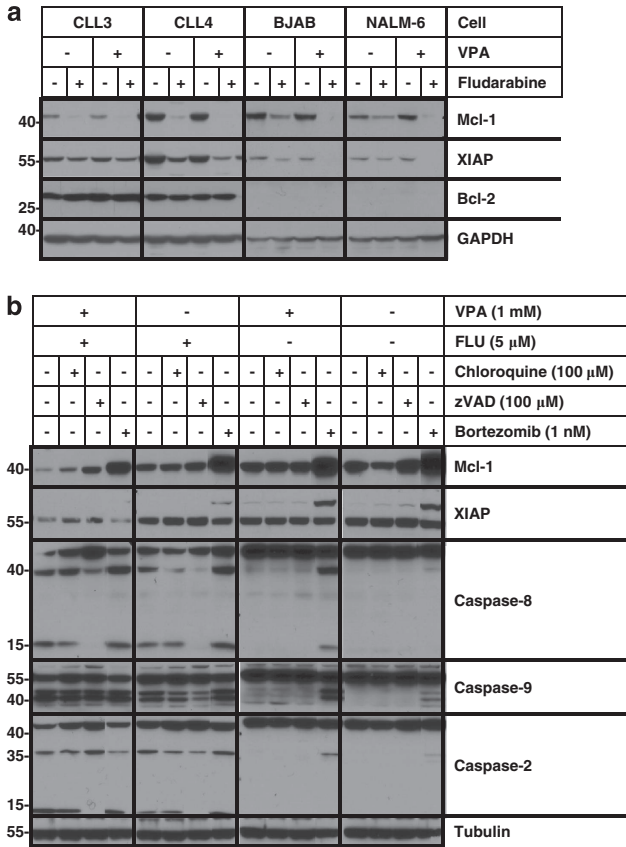 a
CLL3 CLL4 BJAB NALM-6 Cell
- + - + - + - + VPA
- + - + - + - + - + - + - + - + Fludarabine
40- Mcl-1
55- XIAP
25- Bcl-2
40- GAPDH
b
+ - + - VPA (1 mM)
+ + - - FLU (5 μM)
- + - - - + - - - + - - - + - - Chloroquine (100 μM)
- - + - - - + - - - + - - - + - zVAD (100 μM)
- - - + - - - + - - - + - - - + Bortezomib (1 nM)
40- Mcl-1
55- XIAP
40- Caspase-8
15-
55- Caspase-9
40-
40-
35- Caspase-2
15-
55- Tubulin